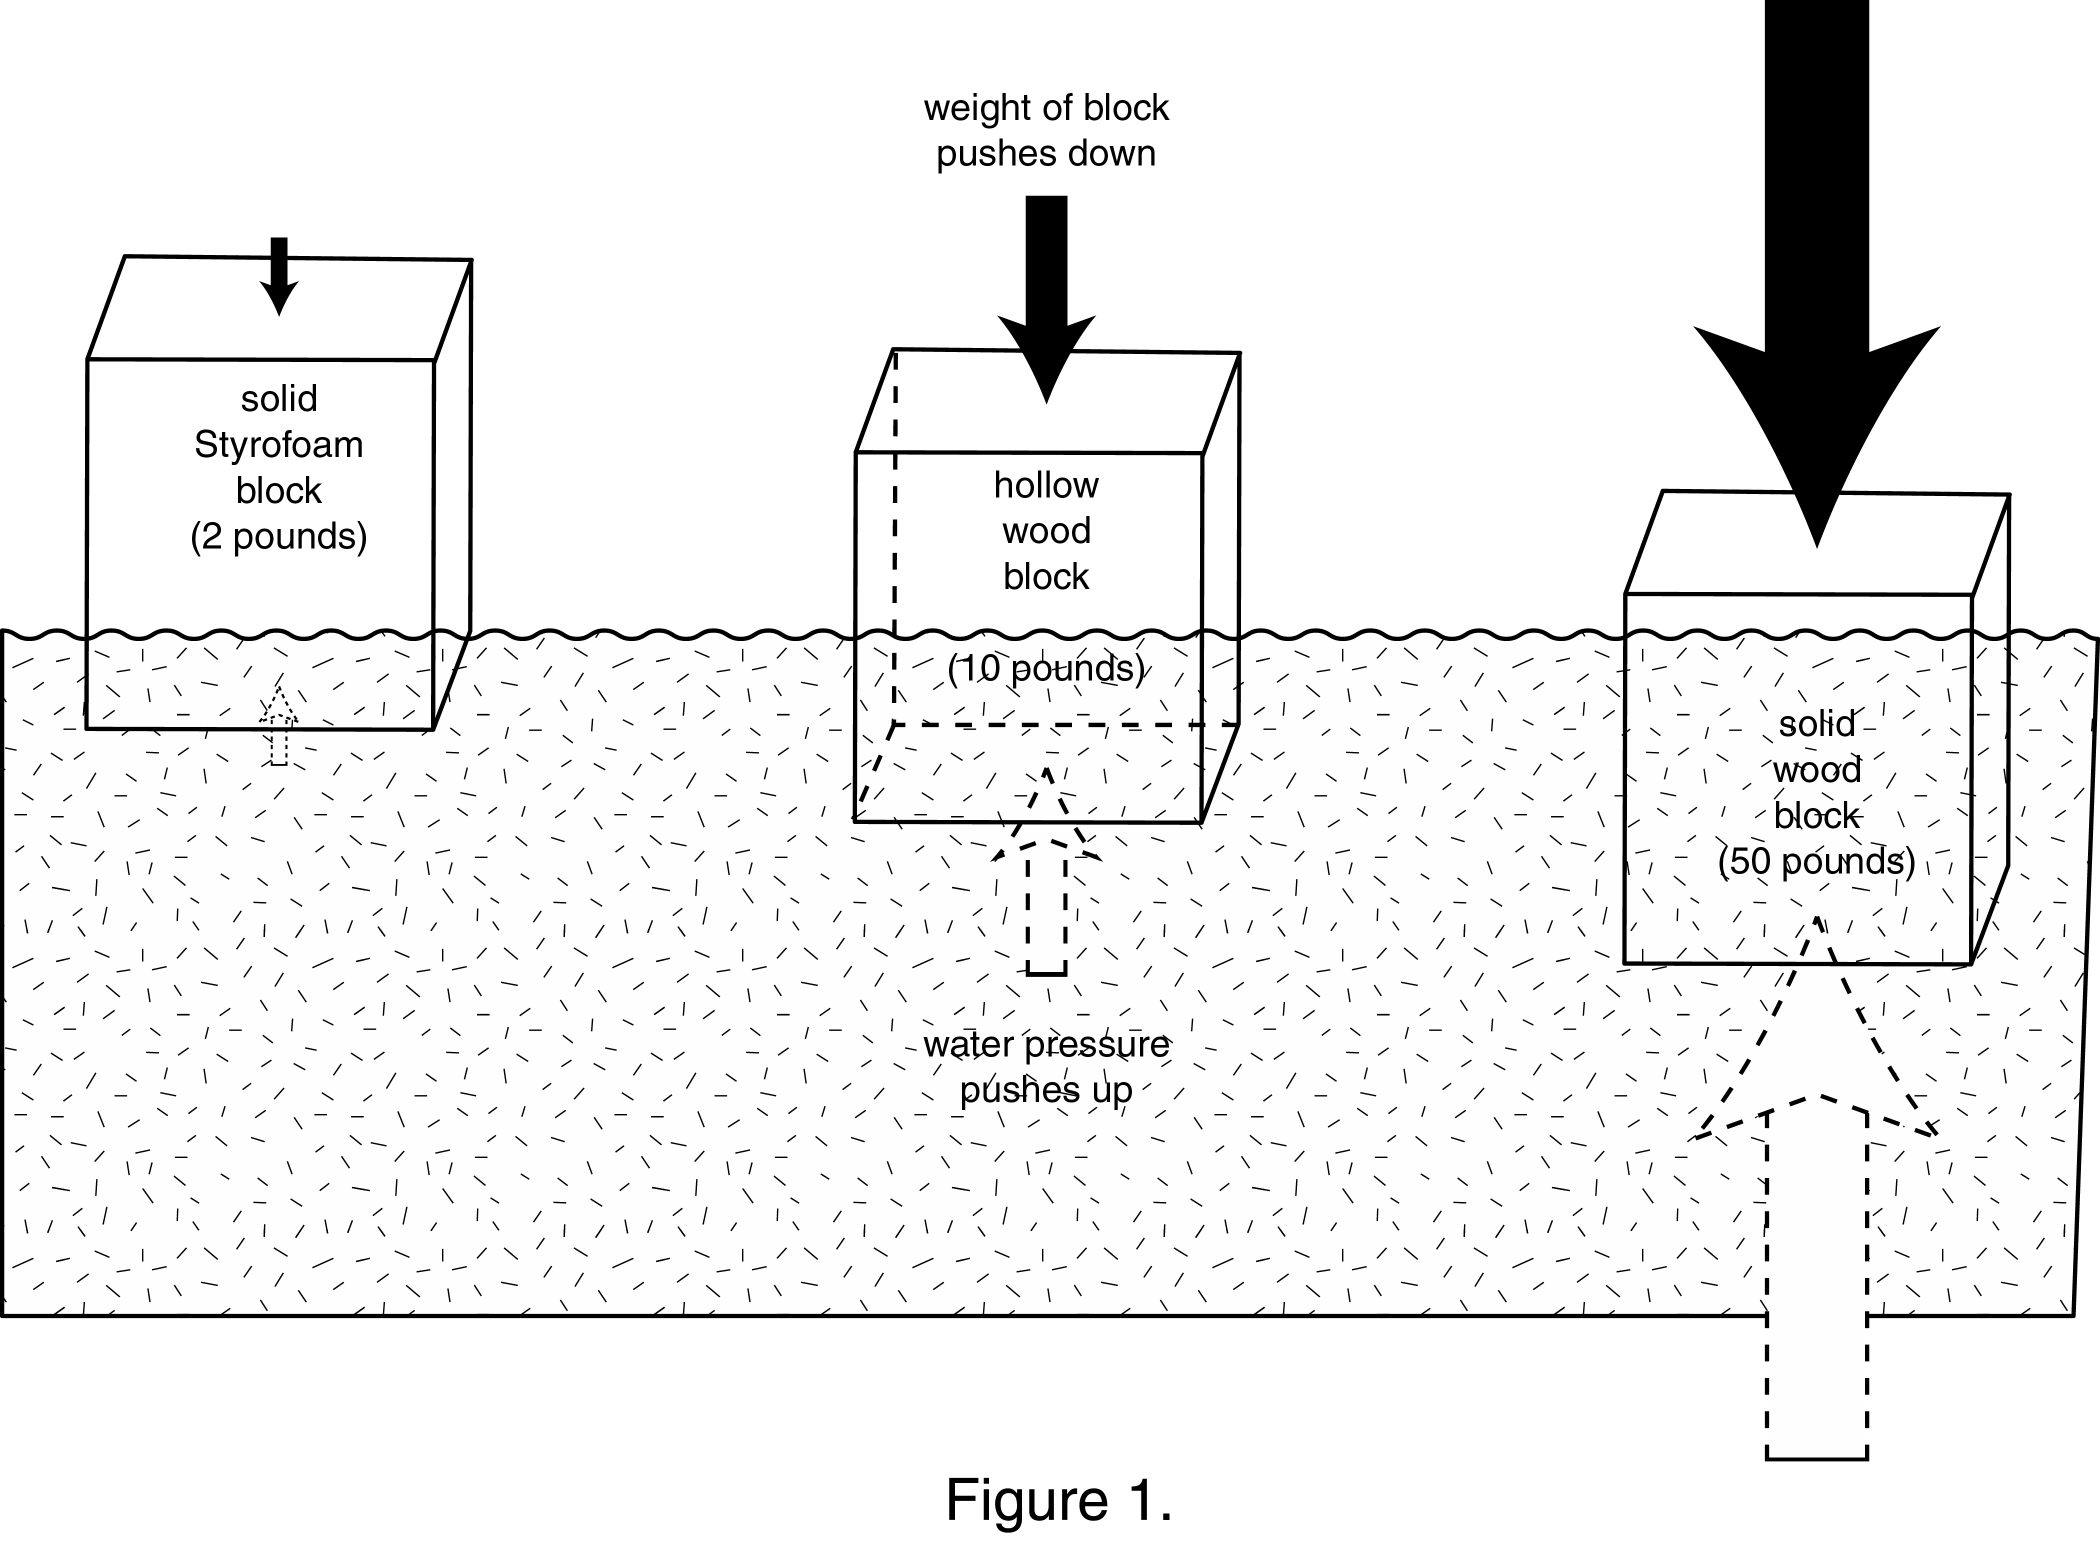 weight of block
pushes down
solid
Styrofoam
block
(2 pounds)
hollow
wood
block
(10 pounds)
solid
wood
block
(50 pounds)
water pressure
pushes up
Figure 1.